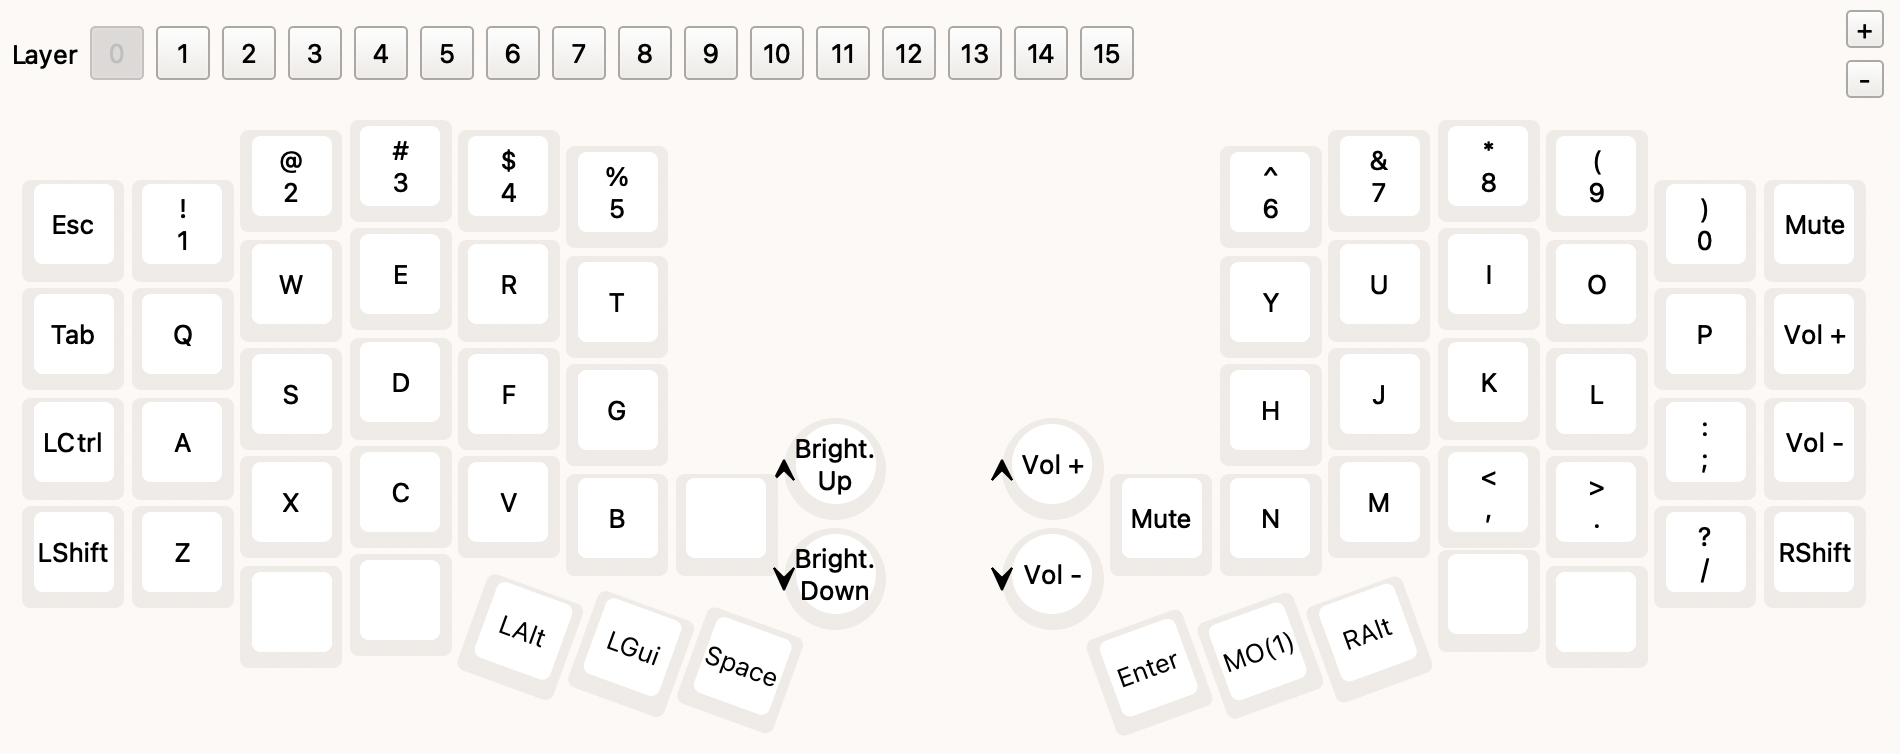 Layer 0 1 2 3 4 5 6 7 8 9 10 11 12 13 14 15
+
-
Esc
!
1
@
2
#
3
$
4
%
5
Tab
Q
W
E
R
T
LCtrl
A
S
D
F
G
LShift
Z
X
C
V
B
LAlt
LGui
Space
Bright.
Up
Bright.
Down
Vol +
Vol -
^
6
&
7
*
8
(
9
)
0
Mute
Y
U
I
O
P
Vol +
H
J
K
L
:
;
Vol -
Mute
N
M
<
,
>
.
?
/
RShift
Enter
MO(1)
RAlt